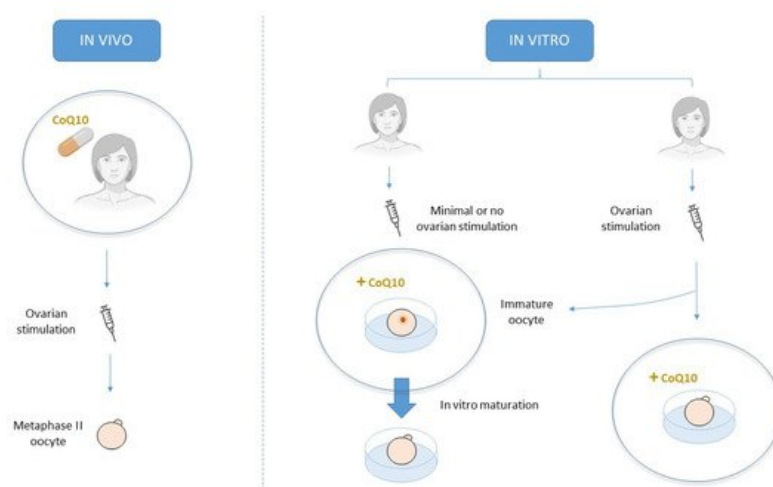 IN VIVO
CoQ10
Ovarian
stimulation
Metaphase II
oocyte
IN VITRO
Minimal or no
ovarian stimulation
Ovarian
stimulation
+ CoQ10
Immature
oocyte
In vitro maturation
+ CoQ10